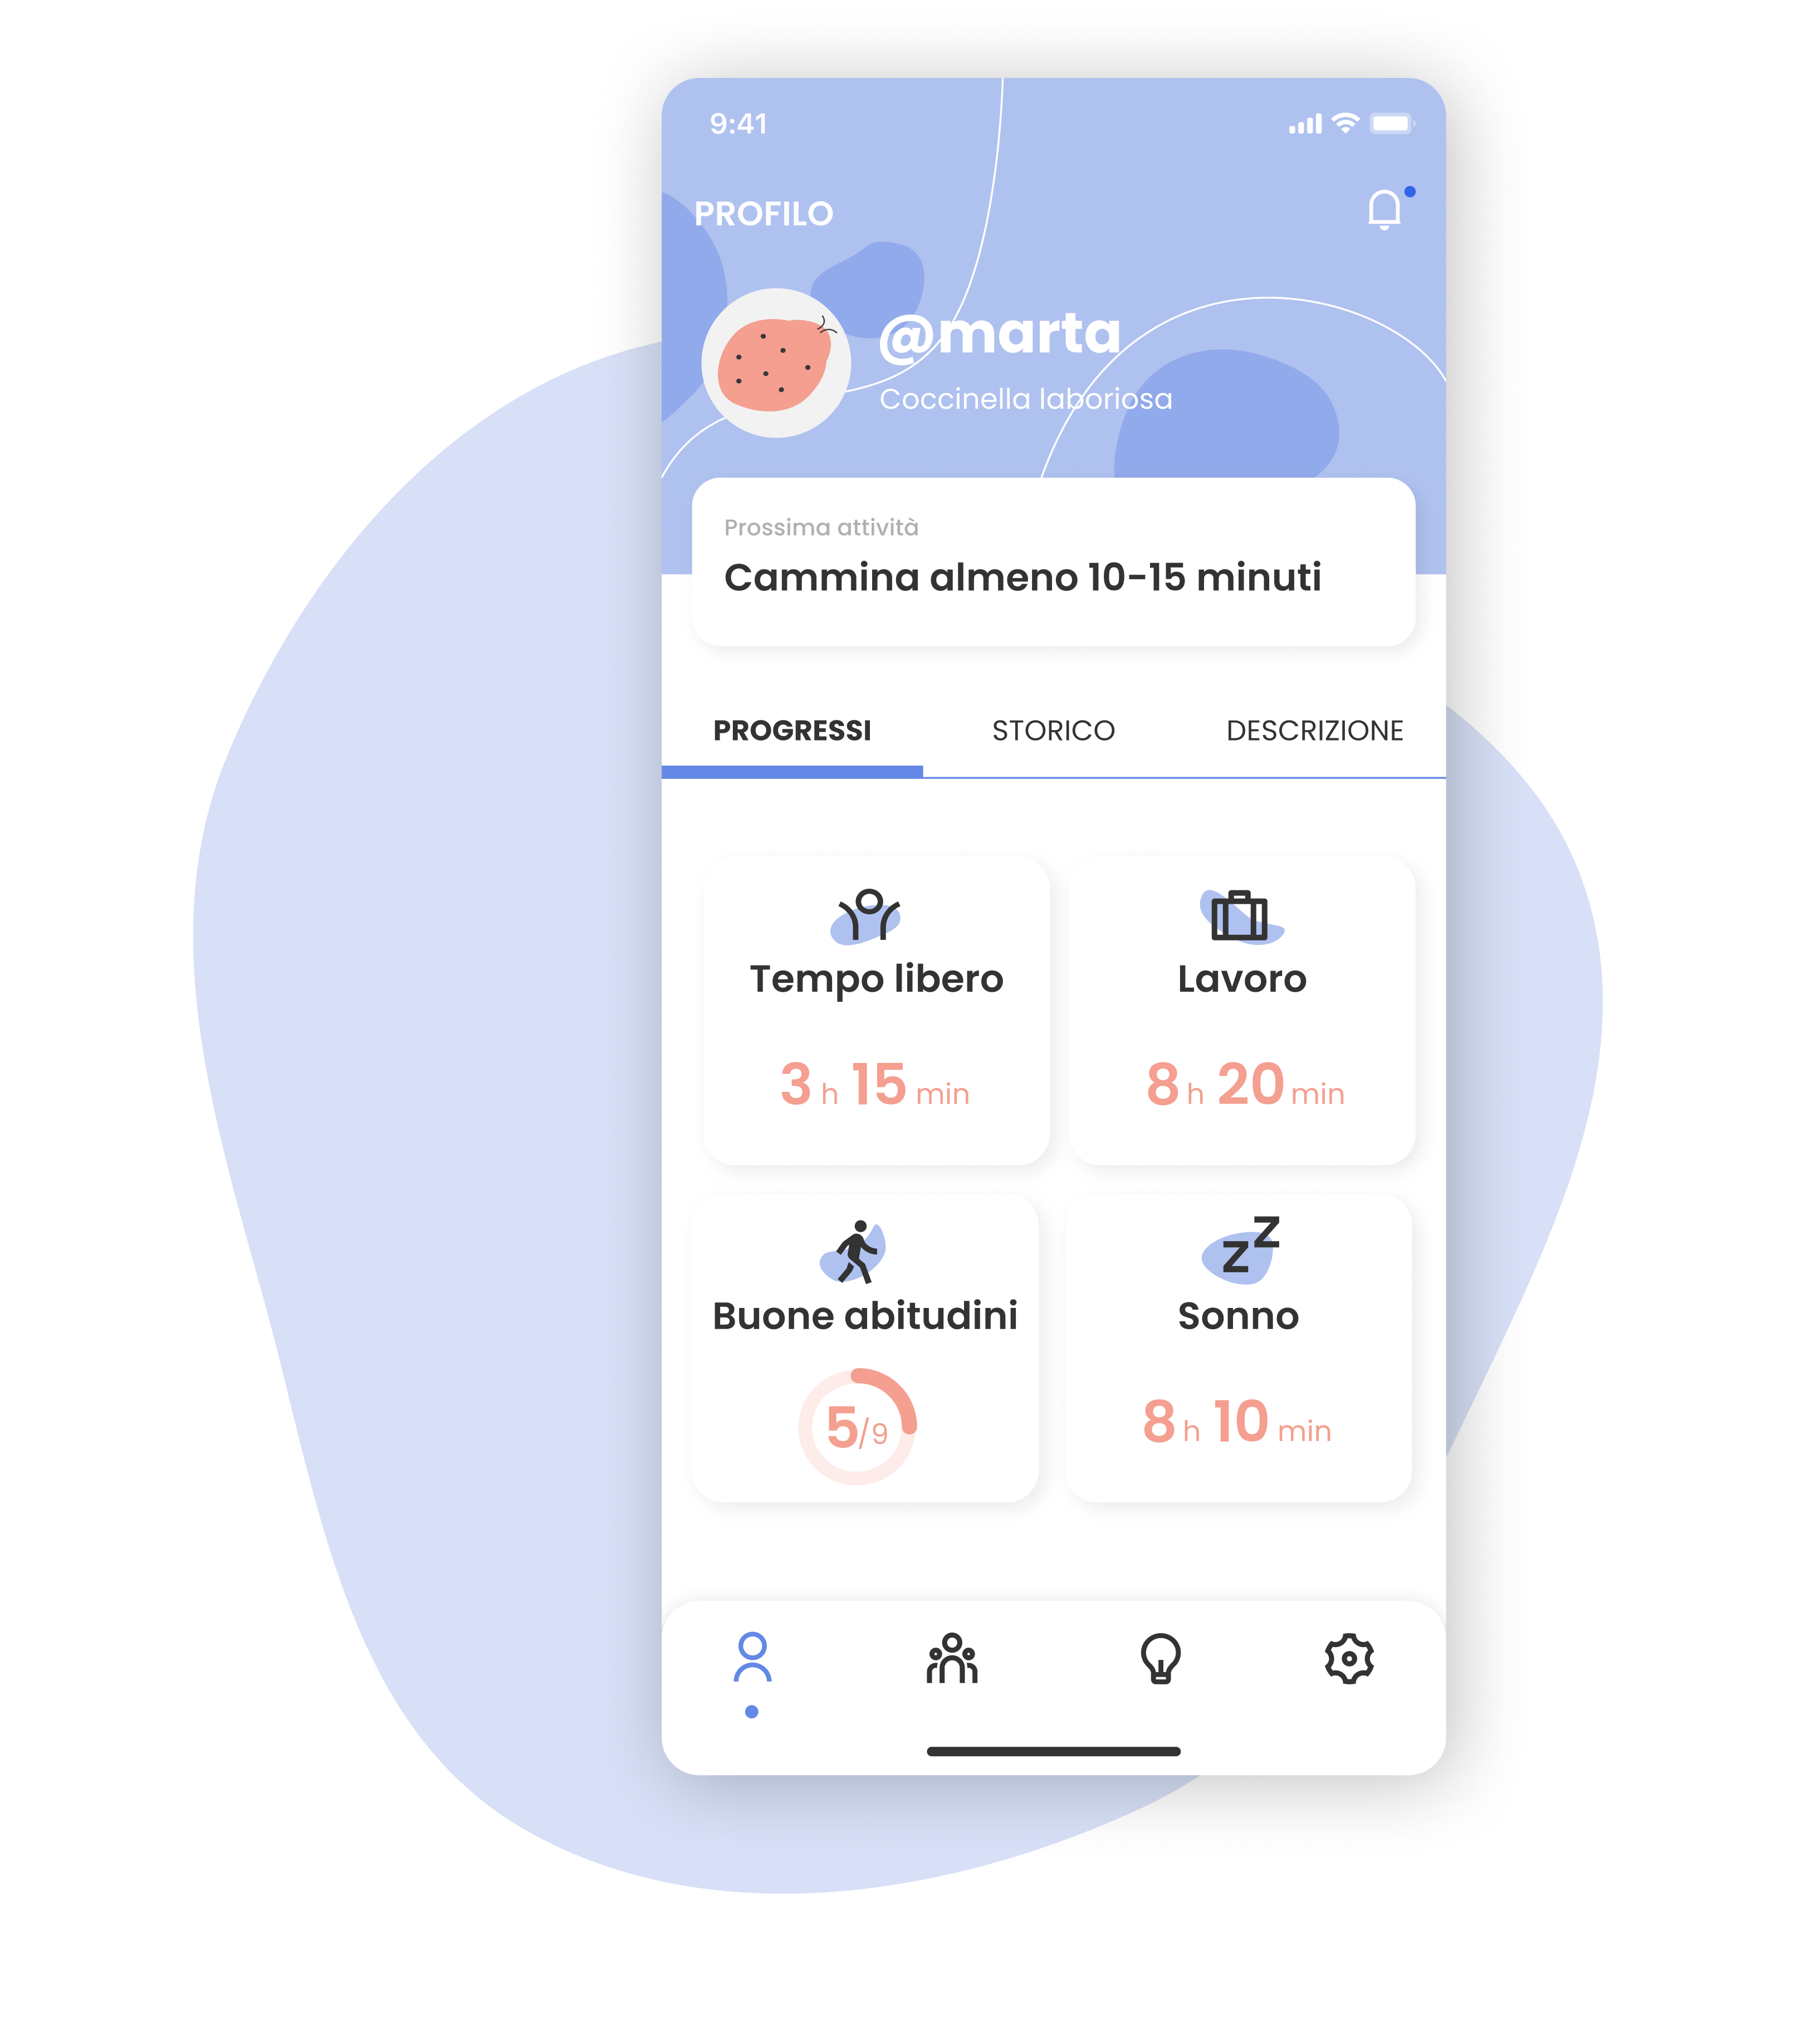 9:41
PROFILO
@marta
Coccinella laboriosa
Prossima attività
Cammina almeno 10-15 minuti
PROGRESSI STORICO DESCRIZIONE
Tempo libero
3 h 15 min
Lavoro
8 h 20 min
Buone abitudini
5/9
zz
Sonno
8 h 10 min